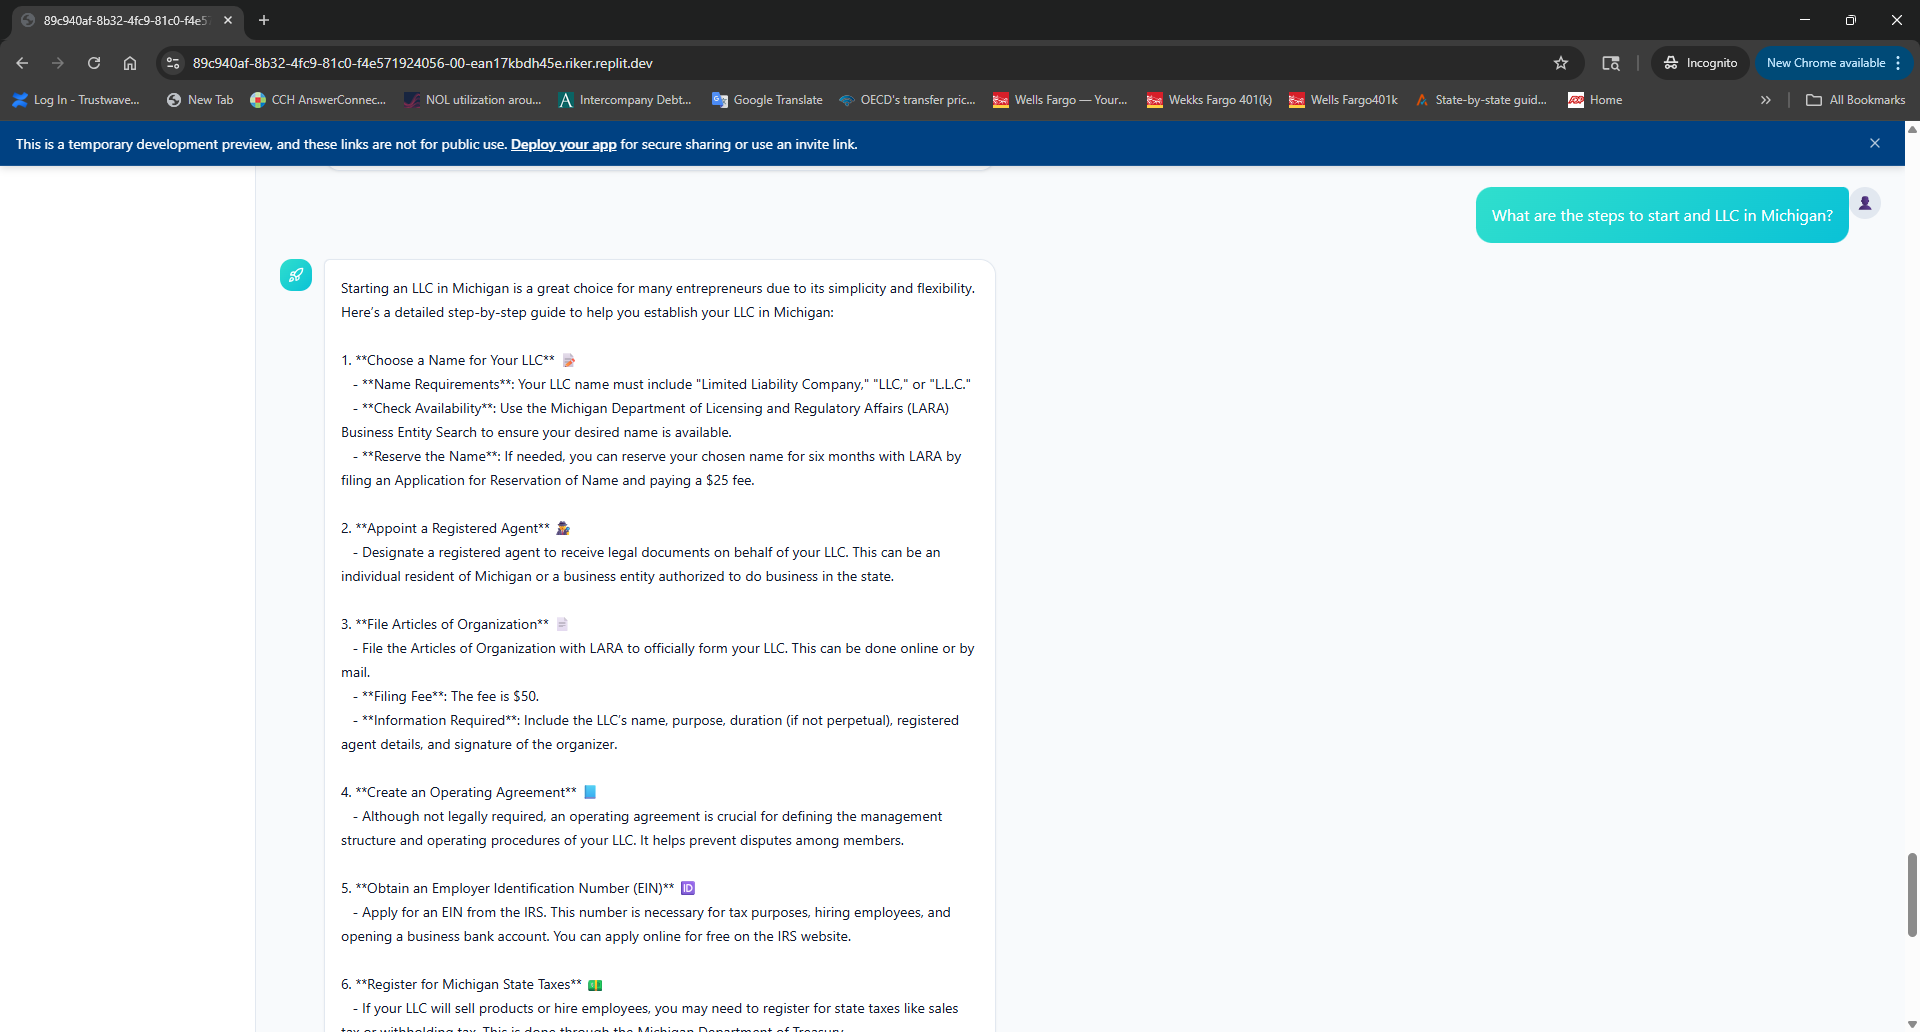 89c940af-8b32-4fc9-81c0-f4e57
89c940af-8b32-4fc9-81c0-f4e571924056-00-ean17kbdh45e.riker.replit.dev
Incognito
New Chrome available
Log In - Trustwave...
New Tab
CCH AnswerConnec...
NOL utilization arou...
Intercompany Debt...
Google Translate
OECD's transfer pric...
Wells Fargo — Your...
Wekks Fargo 401(k)
Wells Fargo401k
State-by-state guid...
Home
All Bookmarks
This is a temporary development preview, and these links are not for public use. Deploy your app for secure sharing or use an invite link.
What are the steps to start and LLC in Michigan?
Starting an LLC in Michigan is a great choice for many entrepreneurs due to its simplicity and flexibility.
Here's a detailed step-by-step guide to help you establish your LLC in Michigan:
1. **Choose a Name for Your LLC** 📝
- **Name Requirements**: Your LLC name must include "Limited Liability Company," "LLC," or "L.L.C."
- **Check Availability**: Use the Michigan Department of Licensing and Regulatory Affairs (LARA)
Business Entity Search to ensure your desired name is available.
- **Reserve the Name**: If needed, you can reserve your chosen name for six months with LARA by
filing an Application for Reservation of Name and paying a $25 fee.
2. **Appoint a Registered Agent** 🕵️
- Designate a registered agent to receive legal documents on behalf of your LLC. This can be an
individual resident of Michigan or a business entity authorized to do business in the state.
3. **File Articles of Organization** 📄
- File the Articles of Organization with LARA to officially form your LLC. This can be done online or by
mail.
- **Filing Fee**: The fee is $50.
- **Information Required**: Include the LLC's name, purpose, duration (if not perpetual), registered
agent details, and signature of the organizer.
4. **Create an Operating Agreement** 📘
- Although not legally required, an operating agreement is crucial for defining the management
structure and operating procedures of your LLC. It helps prevent disputes among members.
5. **Obtain an Employer Identification Number (EIN)** 🆔
- Apply for an EIN from the IRS. This number is necessary for tax purposes, hiring employees, and
opening a business bank account. You can apply online for free on the IRS website.
6. **Register for Michigan State Taxes** 💵
- If your LLC will sell products or hire employees, you may need to register for state taxes like sales
tax or withholding tax. This is done through the Michigan Department of Treasury.